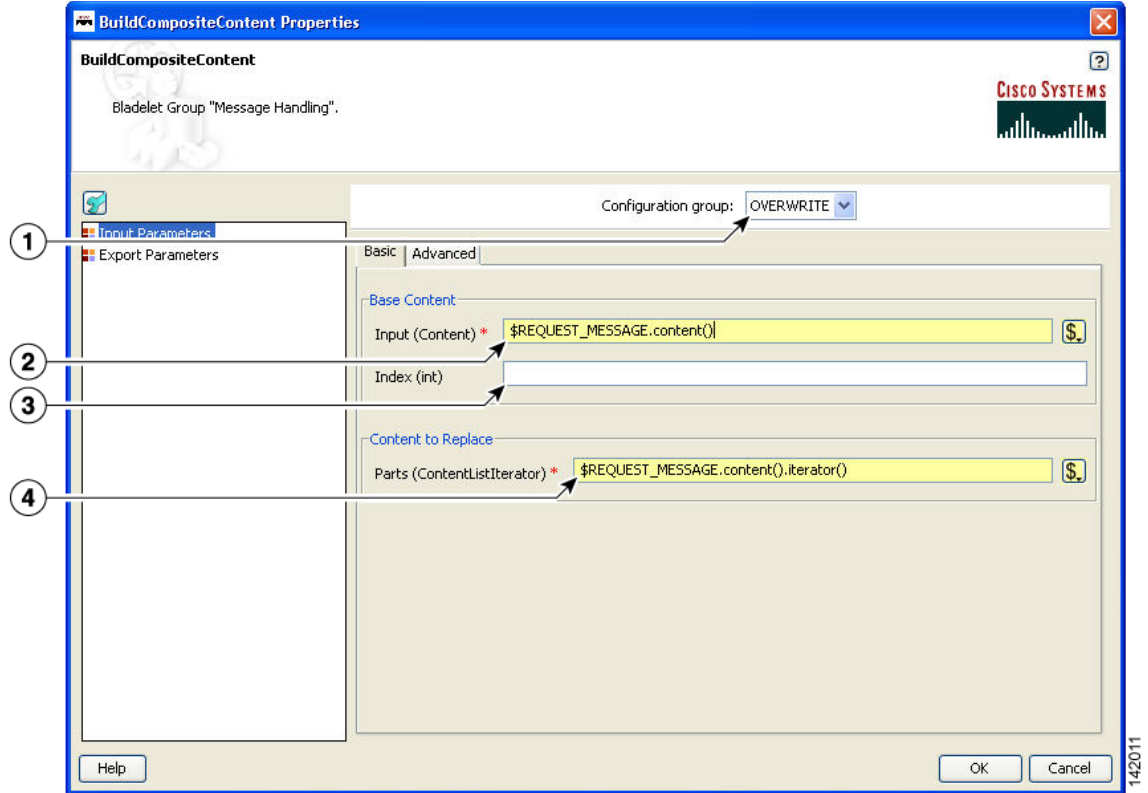 BuildCompositeContent Properties
BuildCompositeContent
?
Bladelet Group "Message Handling".
CISCO SYSTEMS
Configuration group: OVERWRITE
1
Input Parameters
Export Parameters
Basic Advanced
Base Content
Input (Content) * $REQUEST_MESSAGE.content() $
2
Index (int)
3
Content to Replace
Parts (ContentListIterator) * $REQUEST_MESSAGE.content().iterator() $
4
Help OK Cancel
142011